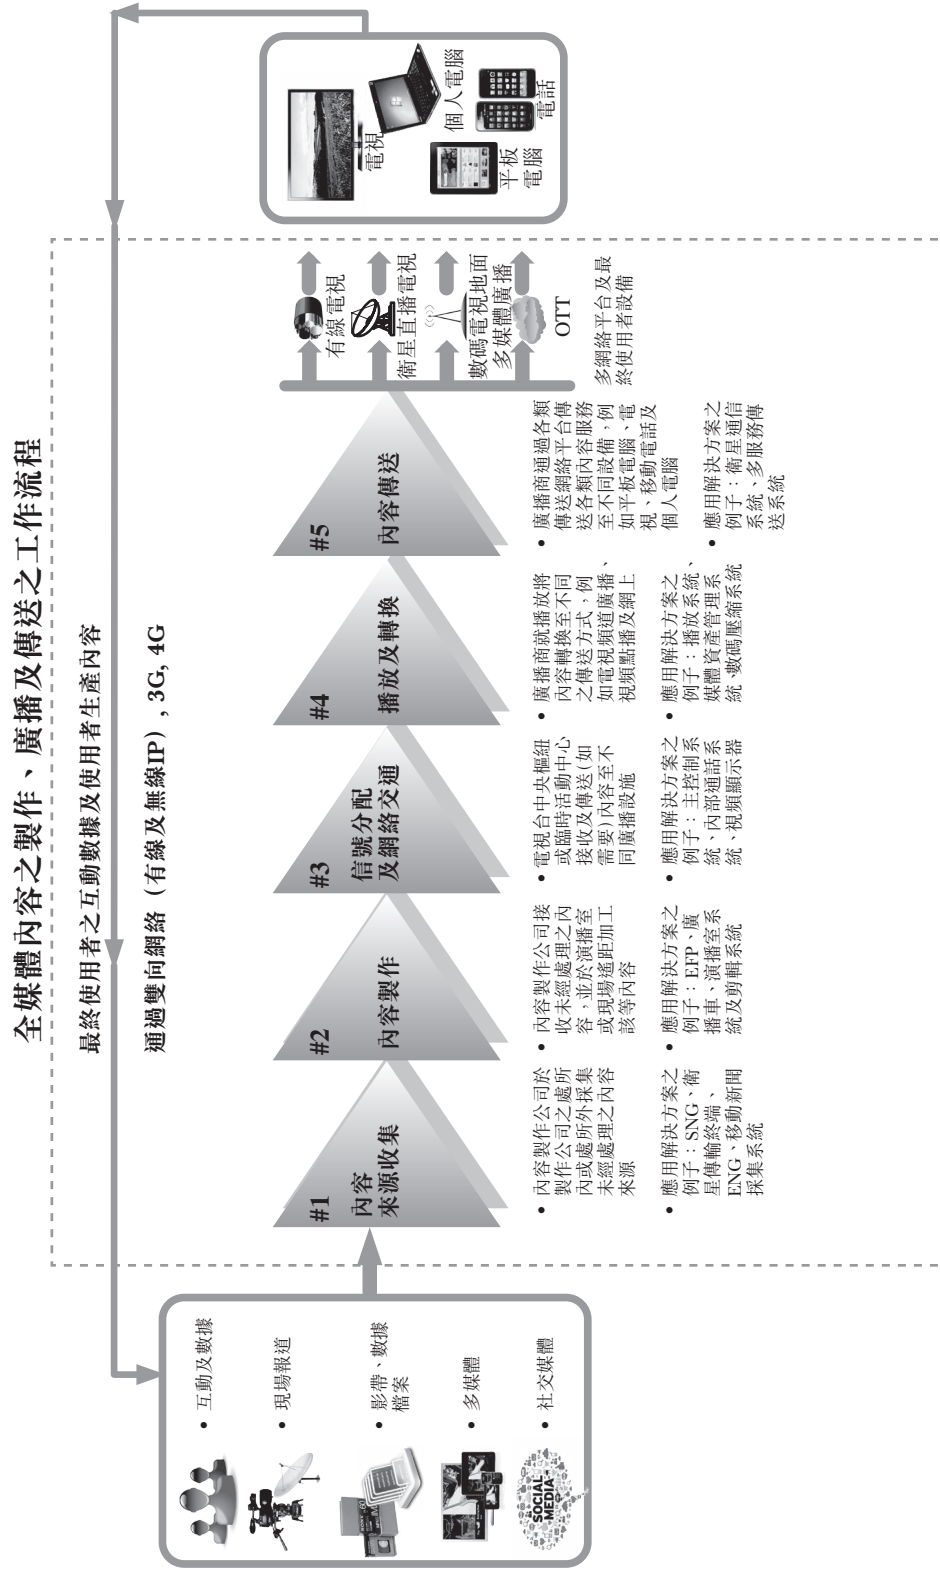 全媒體內容之製作、廣播及傳送之工作流程
最終使用者之互動數據及使用者生產內容
通過雙向網絡（有線及無線IP）, 3G, 4G
• 互動及數據
• 現場報道
• 影帶、數據
檔案
• 多媒體
SOCIAL
MEDIA
• 社交媒體
#1
內容
來源收集
• 內容製作公司於
製作公司之處所
內或處所外採集
未經處理之內容
來源
• 應用解決方案之
例子：SNG、衛
星傳輸終端、
ENG、移動新聞
採集系統
#2
內容製作
• 內容製作公司接
收未經處理之內
容，並於演播室
或現場遙距加工
該等內容
• 應用解決方案之
例子：EFP、廣
播車、演播室系
統及剪輯系統
#3
信號分配
及網絡交通
• 電視台中央樞紐
或臨時活動中心
接收及傳送（如
需要）內容至不
同廣播設施
• 應用解決方案之
例子：主控制系
統、內部通話系
統、視頻顯示器
#4
播放及轉換
• 廣播商就播放將
內容轉換至不同
之傳送方式，例
如電視頻道廣播、
視頻點播及網上
• 應用解決方案之
例子：播放系統、
媒體資產管理系
統、數碼壓縮系統
#5
內容傳送
• 廣播商通過各類
傳送網絡平台傳
送各類內容服務
至不同設備，例
如平板電腦、電
視、移動電話及
個人電腦
• 應用解決方案之
例子：衛星通信
系統、多服務傳
送系統
有線電視
衛星直播電視
數碼電視地面
多媒體廣播
OTT
多網絡平台及最
終使用者設備
電視
個人電腦
平板
電腦
電話